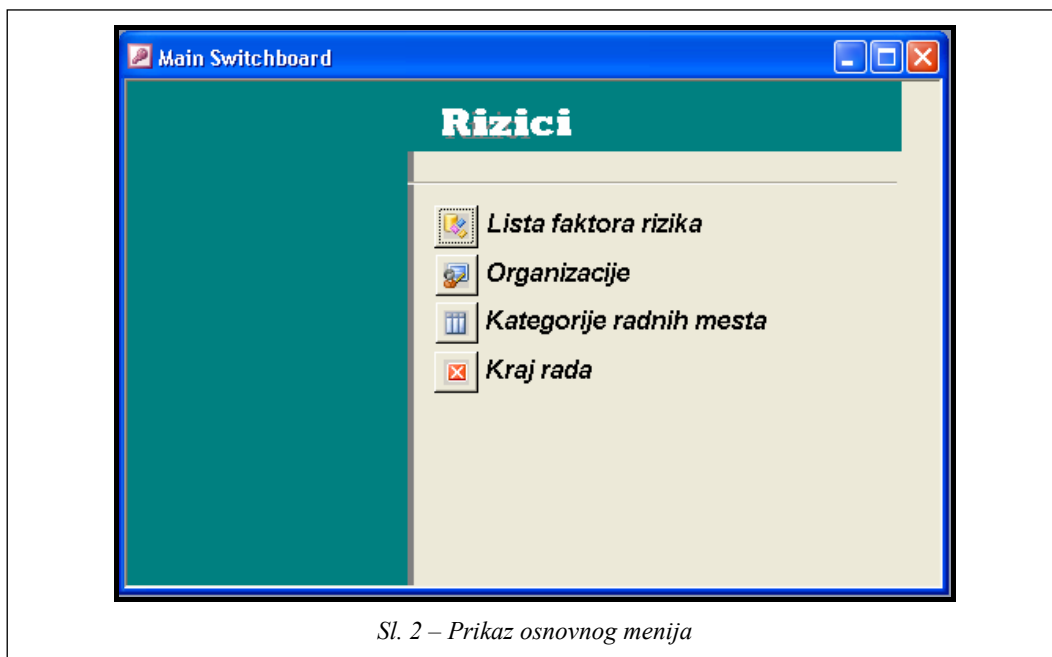 Main Switchboard
Rizici
Lista faktora rizika
Organizacije
Kategorije radnih mesta
Kraj rada
Sl. 2 – Prikaz osnovnog menija